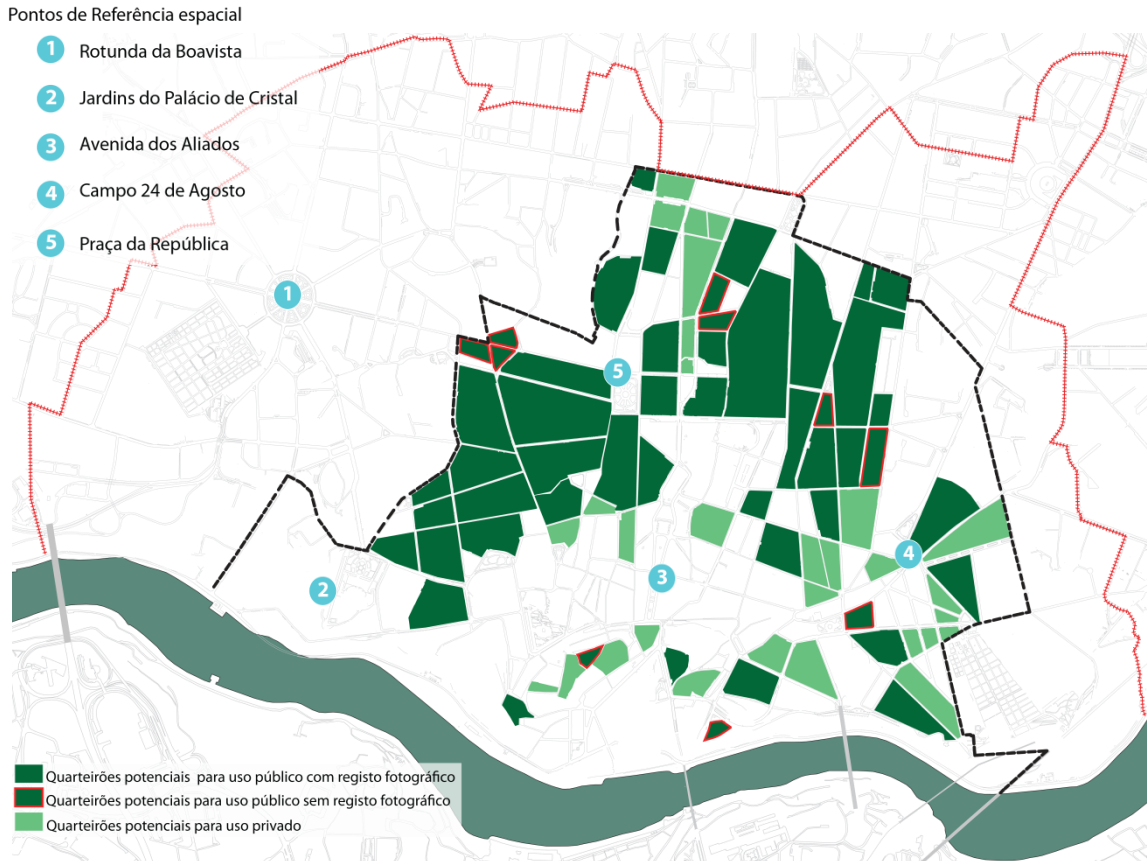 Pontos de Referência espacial
1 Rotunda da Boavista
2 Jardins do Palácio de Cristal
3 Avenida dos Aliados
4 Campo 24 de Agosto
5 Praça da República
1
5
4
3
2
Quarteirões potenciais para uso público com registo fotográfico
Quarteirões potenciais para uso público sem registo fotográfico
Quarteirões potenciais para uso privado